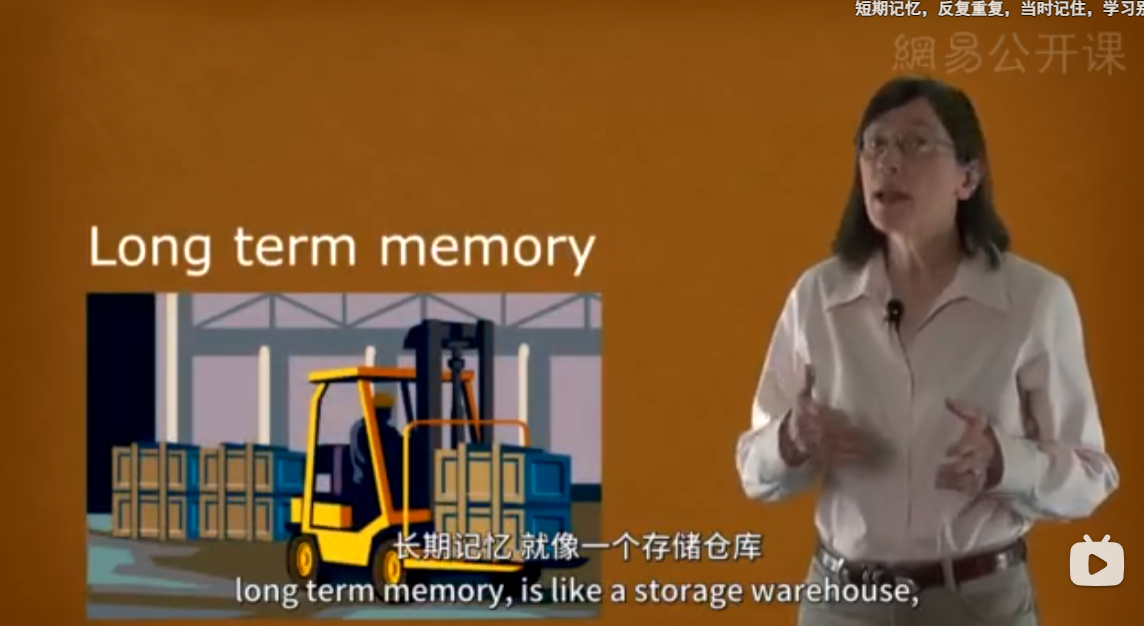 短期记忆，反复重复，当时记住，学习
網易公开课
Long term memory
长期记忆 就像一个存储仓库
long term memory, is like a storage warehouse,